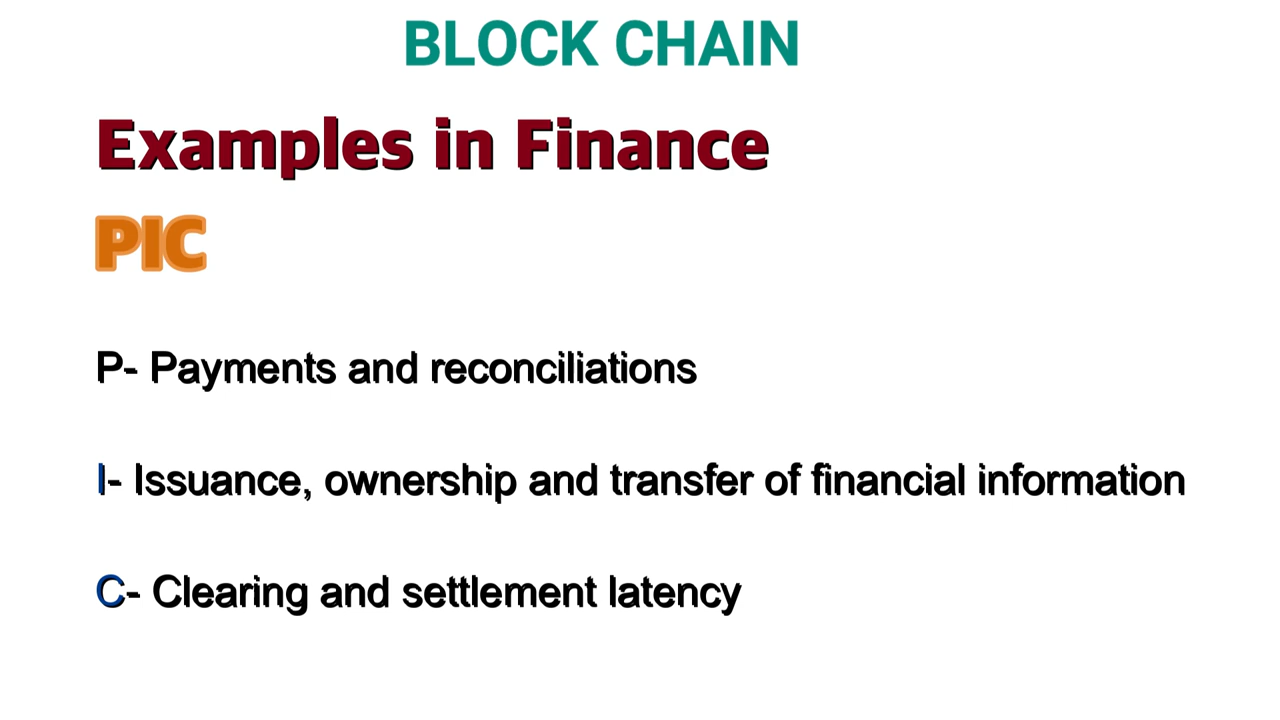 BLOCK CHAIN
Examples in Finance
PIC
P- Payments and reconciliations
I- Issuance, ownership and transfer of financial information
C- Clearing and settlement latency